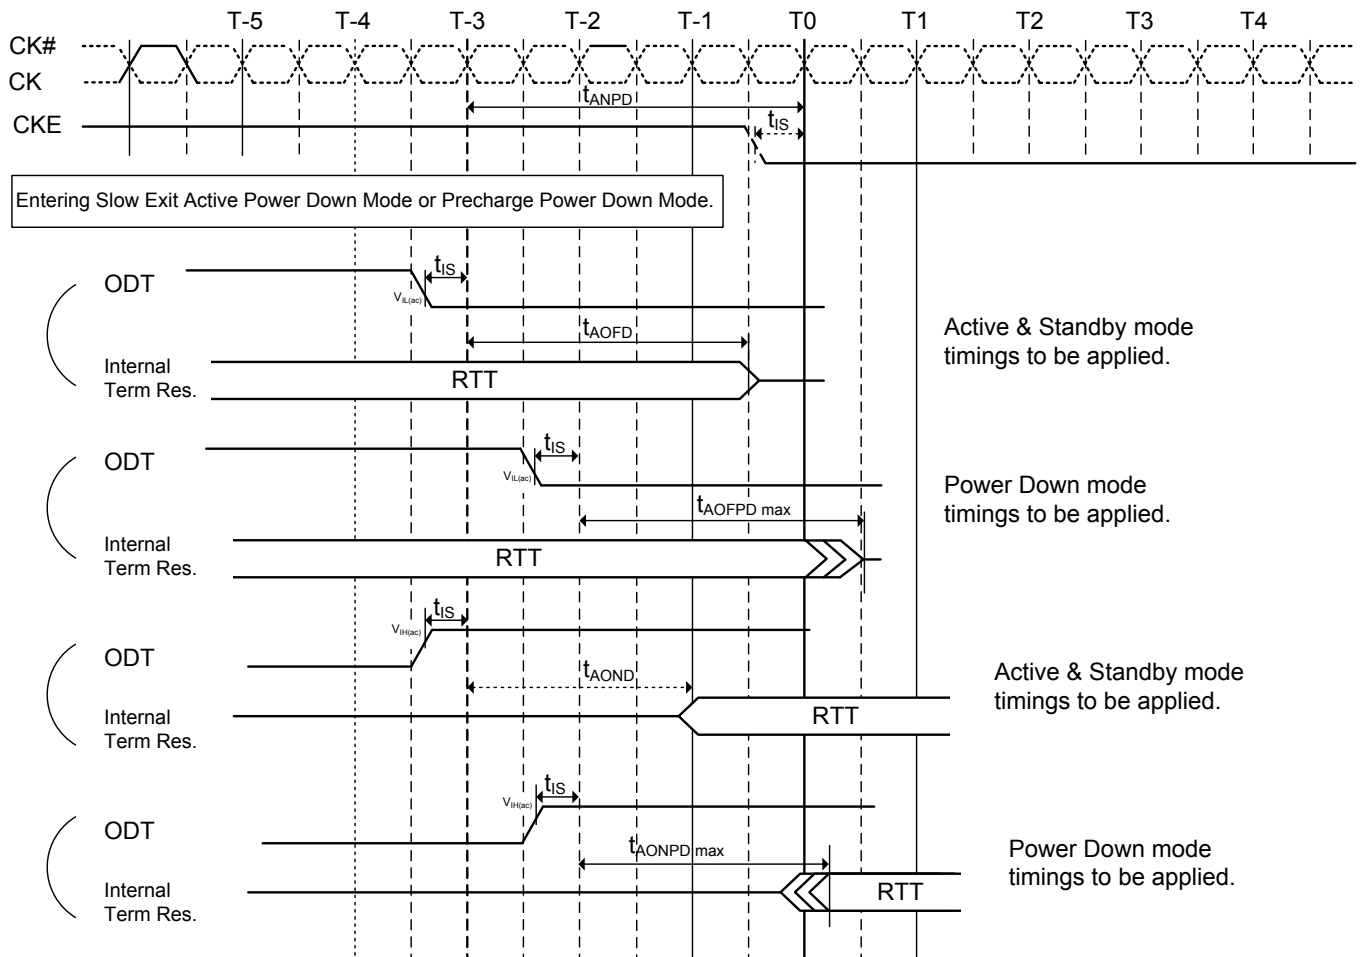 T-5 T-4 T-3 T-2 T-1 T0 T1 T2 T3 T4
CK#
CK
tANPD
CKE
tIS
Entering Slow Exit Active Power Down Mode or Precharge Power Down Mode.
ODT
tIS
VIL(ac)
tAOFD
Internal
Term Res.
RTT
Active & Standby mode
timings to be applied.
ODT
tIS
VIL(ac)
tAOFPD max
Internal
Term Res.
RTT
Power Down mode
timings to be applied.
tIS
VIH(ac)
ODT
tAOND
Internal
Term Res.
RTT
Active & Standby mode
timings to be applied.
tIS
VIH(ac)
ODT
tAONPD max
Internal
Term Res.
RTT
Power Down mode
timings to be applied.